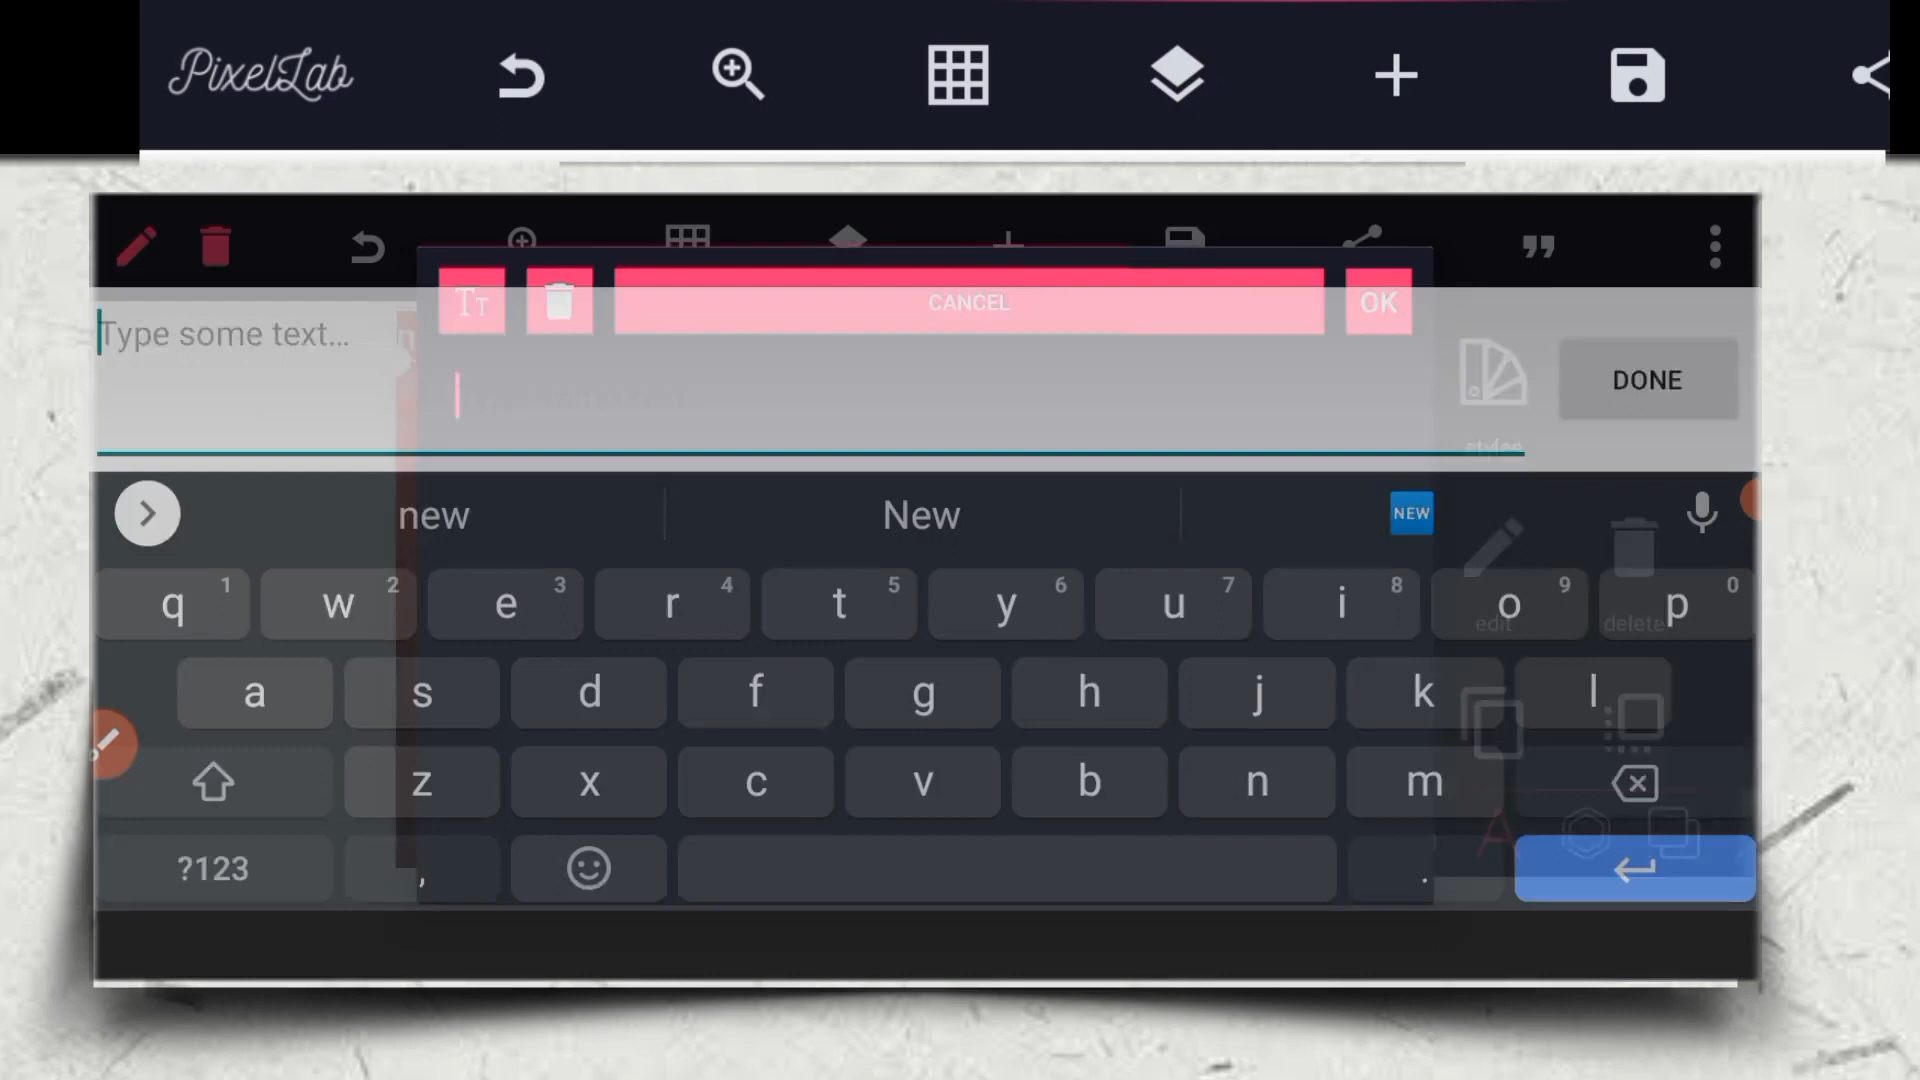 PixelLab
CANCEL
OK
Type some text...
DONE
styles
new
New
NEW
q 1 w 2 e 3 r 4 t 5 y 6 u 7 i 8 o 9 p 0
edit
delete
a s d f g h j k l
z x c v b n m
A
?123 , .